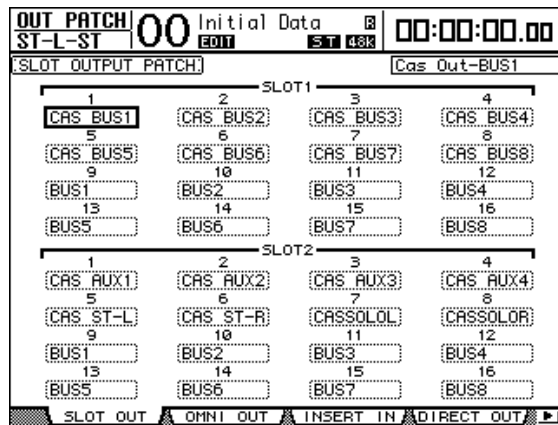 OUT PATCH 00 Initial Data R 00:00:00.00
ST-L-ST EDIT ST 48K
SLOT OUTPUT PATCH Cas Out-BUS1
SLOT1
1 2 3 4
CAS BUS1 CAS BUS2 CAS BUS3 CAS BUS4
5 6 7 8
CAS BUS5 CAS BUS6 CAS BUS7 CAS BUS8
9 10 11 12
BUS1 BUS2 BUS3 BUS4
13 14 15 16
BUS5 BUS6 BUS7 BUS8
SLOT2
1 2 3 4
CAS AUX1 CAS AUX2 CAS AUX3 CAS AUX4
5 6 7 8
CAS ST-L CAS ST-R CASSOLOL CASSOLOR
9 10 11 12
BUS1 BUS2 BUS3 BUS4
13 14 15 16
BUS5 BUS6 BUS7 BUS8
SLOT OUT OMNI OUT INSERT IN DIRECT OUT